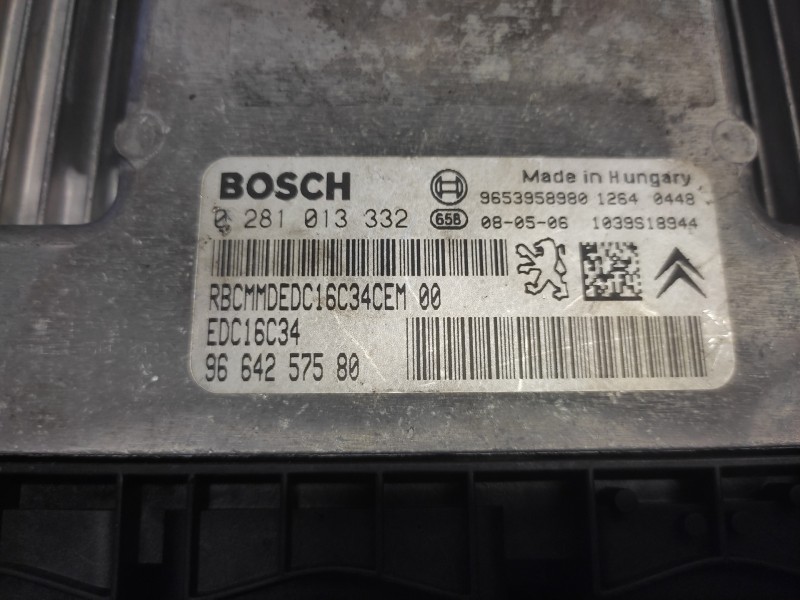 BOSCH
Made in Hungary
9653958980 1264 0448
0 281 013 332
65B
08-05-06 1039S18944
RBCMMDEDC16C34CEM 00
EDC16C34
96 642 575 80